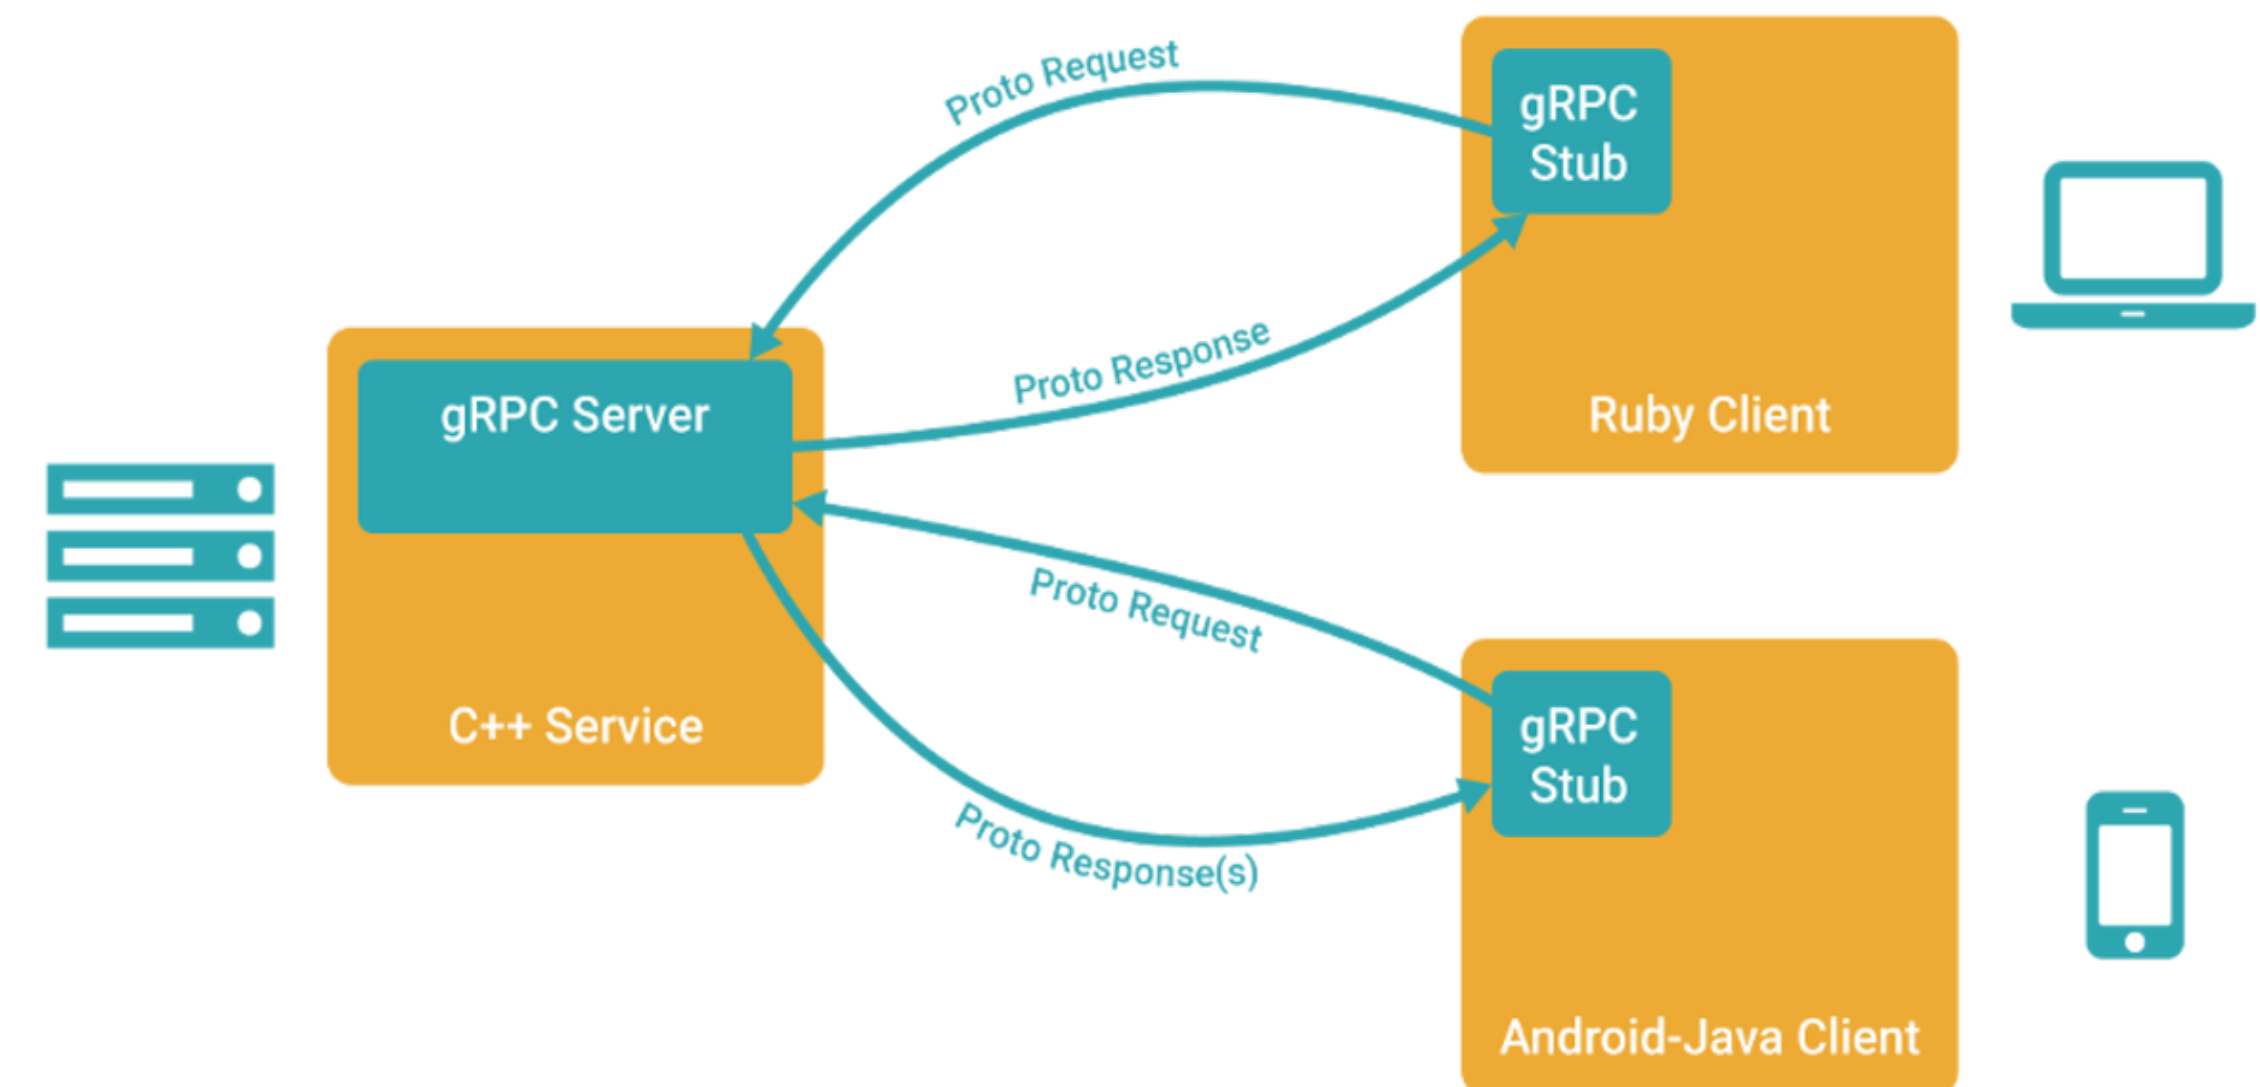 Proto Request
gRPC
Stub
Proto Response
Ruby Client
gRPC Server
C++ Service
Proto Request
gRPC
Stub
Proto Response(s)
Android-Java Client